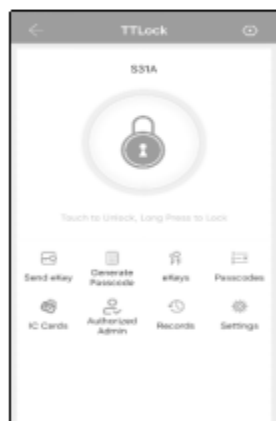 TTLock
S31A
Touch to Unlock, Long Press to Lock
Send eKey Generate Passcode eKeys Passcodes
IC Cards Authorized Admin Records Settings